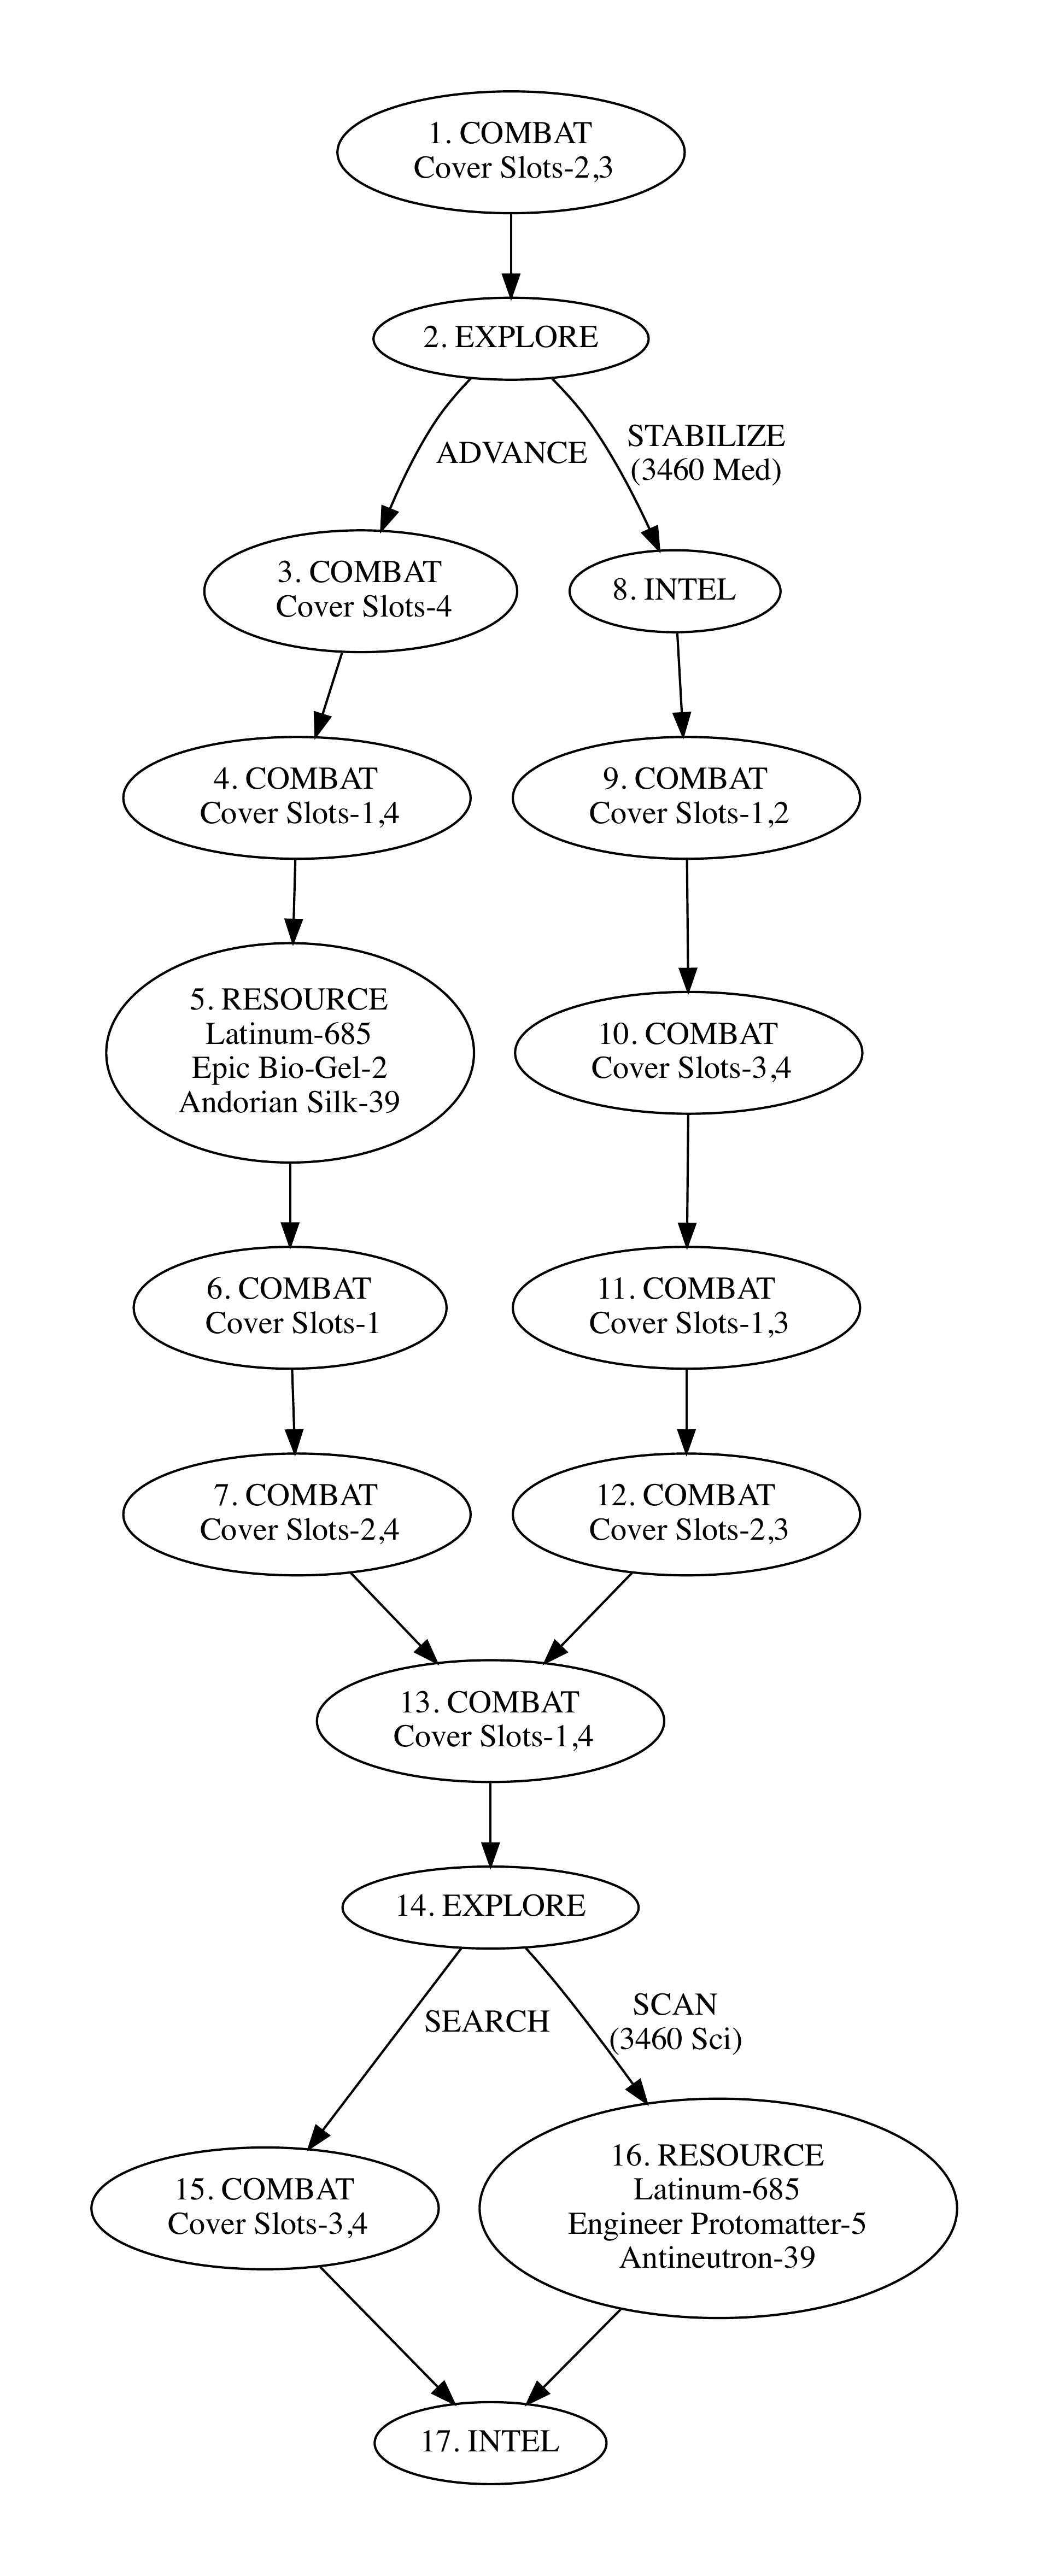 1. COMBAT
Cover Slots-2,3
2. EXPLORE
ADVANCE
STABILIZE
(3460 Med)
3. COMBAT
Cover Slots-4
8. INTEL
4. COMBAT
Cover Slots-1,4
9. COMBAT
Cover Slots-1,2
5. RESOURCE
Latinum-685
Epic Bio-Gel-2
Andorian Silk-39
10. COMBAT
Cover Slots-3,4
6. COMBAT
Cover Slots-1
11. COMBAT
Cover Slots-1,3
7. COMBAT
Cover Slots-2,4
12. COMBAT
Cover Slots-2,3
13. COMBAT
Cover Slots-1,4
14. EXPLORE
SEARCH
SCAN
(3460 Sci)
15. COMBAT
Cover Slots-3,4
16. RESOURCE
Latinum-685
Engineer Protomatter-5
Antineutron-39
17. INTEL